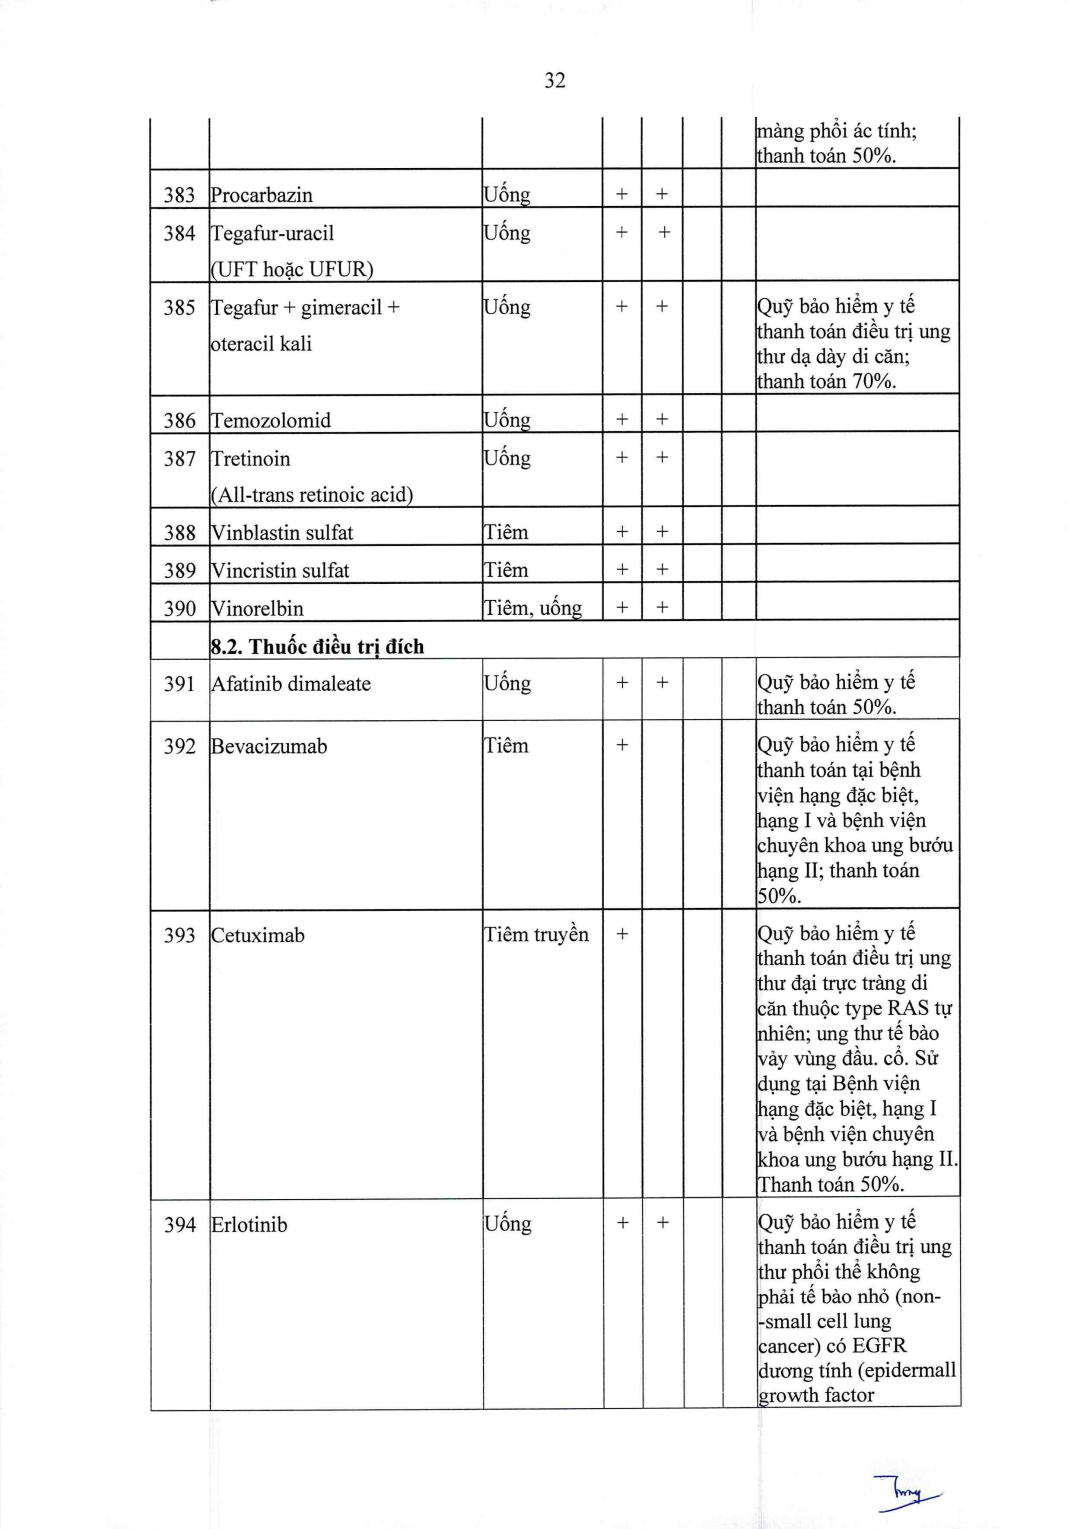 32
màng phổi ác tính;
thanh toán 50%.
383 Procarbazin Uống + +
384 Tegafur-uracil Uống + +
(UFT hoặc UFUR)
385 Tegafur + gimeracil + Uống + + Quỹ bảo hiểm y tế
thanh toán điều trị ung
oteracil kali
thư dạ dày di căn;
thanh toán 70%.
386 Temozolomid Uống + +
387 Tretinoin Uống + +
(All-trans retinoic acid)
388 Vinblastin sulfat Tiêm + +
389 Vincristin sulfat Tiêm + +
390 Vinorelbin Tiêm, uống + +
8.2. Thuốc điều trị đích
391 Afatinib dimaleate Uống + + Quỹ bảo hiểm y tế
thanh toán 50%.
392 Bevacizumab Tiêm + Quỹ bảo hiểm y tế
thanh toán tại bệnh
viện hạng đặc biệt,
hạng I và bệnh viện
chuyên khoa ung bướu
hạng II; thanh toán
50%.
393 Cetuximab Tiêm truyền + Quỹ bảo hiểm y tế
thanh toán điều trị ung
thư đại trực tràng di
căn thuộc type RAS tự
nhiên; ung thư tế bào
vảy vùng đầu. cổ. Sử
dụng tại Bệnh viện
hạng đặc biệt, hạng I
và bệnh viện chuyên
khoa ung bướu hạng II.
Thanh toán 50%.
394 Erlotinib Uống + + Quỹ bảo hiểm y tế
thanh toán điều trị ung
thư phổi thể không
phải tế bào nhỏ (non-
-small cell lung
cancer) có EGFR
dương tính (epidermall
growth factor